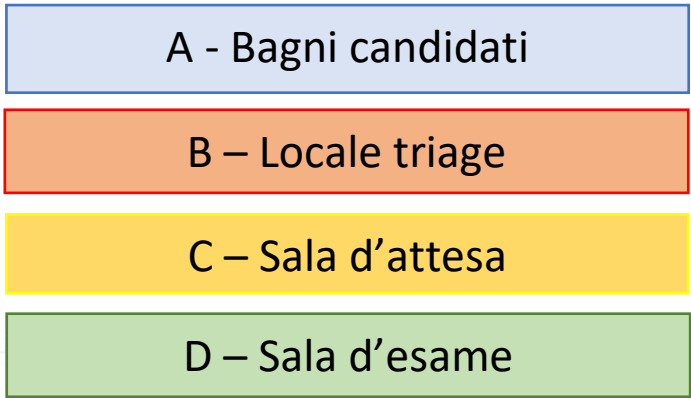 A - Bagni candidati
B – Locale triage
C – Sala d’attesa
D – Sala d’esame